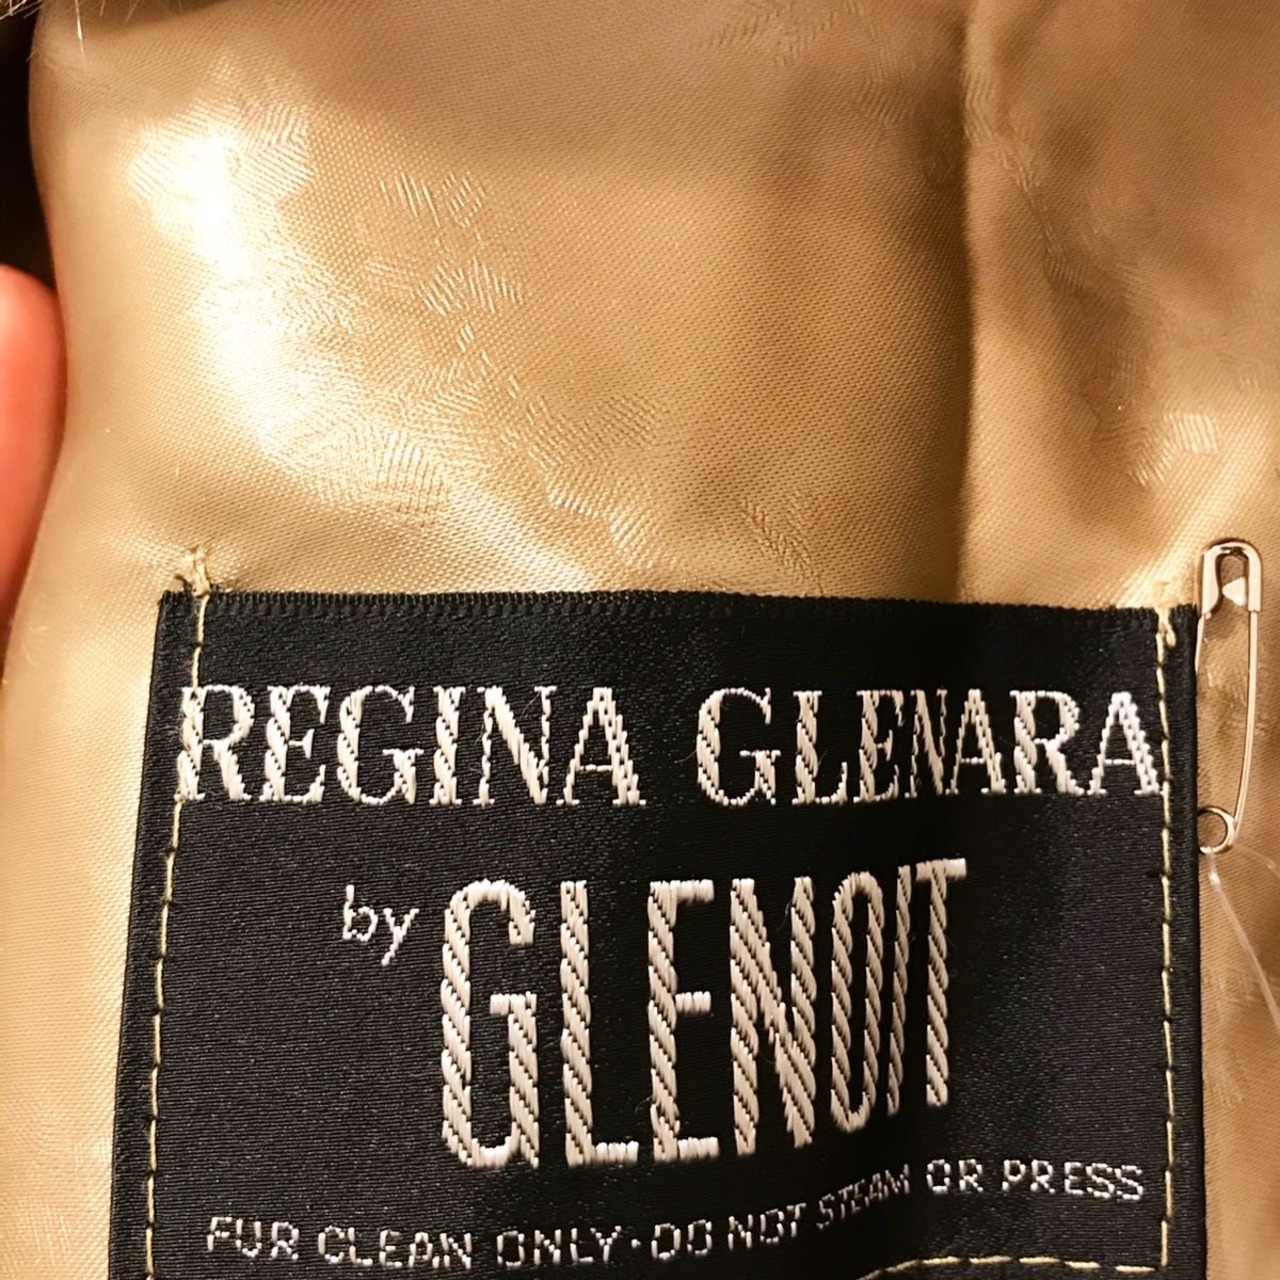 REGINA GLENARA
by GLENOIT
FUR CLEAN ONLY·DO NOT STEAM OR PRESS